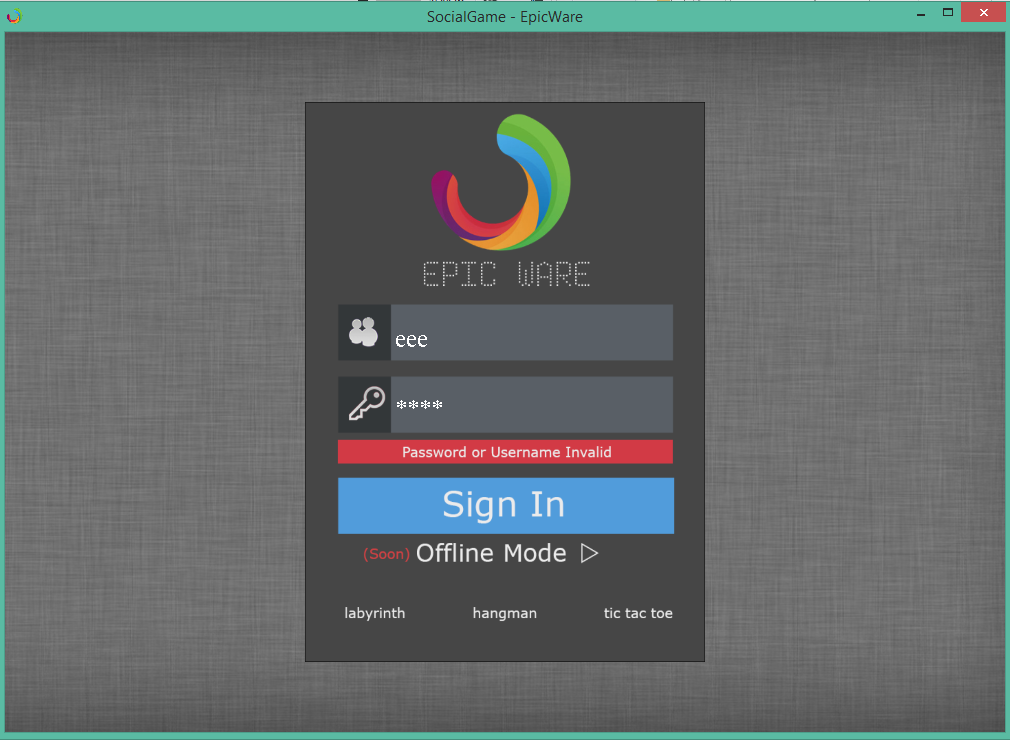 SocialGame - EpicWare
EPIC WARE
eee
****
Password or Username Invalid
Sign In
(Soon) Offline Mode
labyrinth hangman tic tac toe